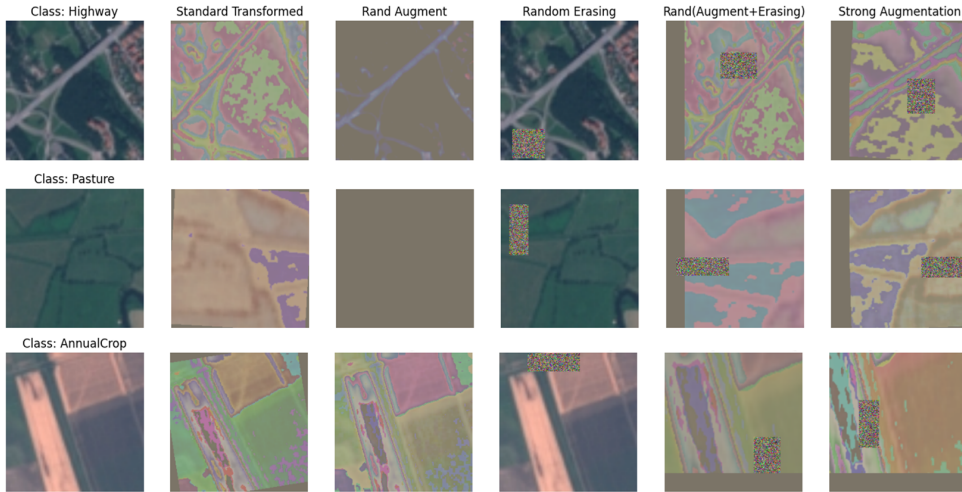 Class: Highway
Standard Transformed
Rand Augment
Random Erasing
Rand(Augment+Erasing)
Strong Augmentation
Class: Pasture
Class: AnnualCrop